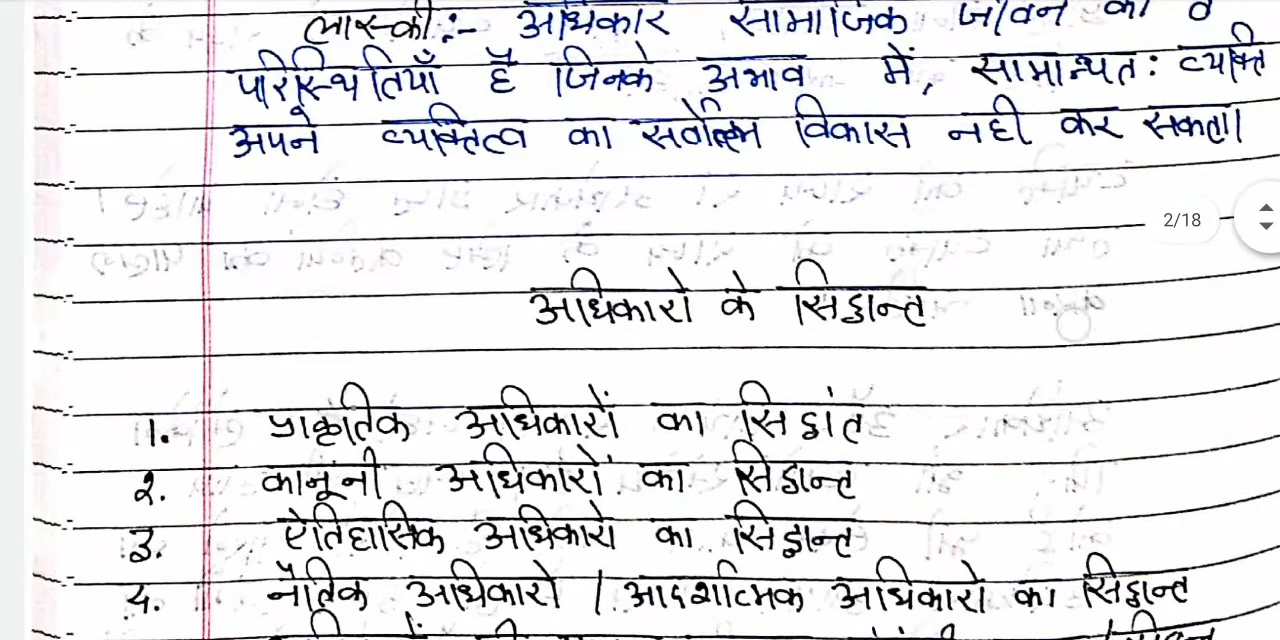 लास्की:- अधिकार सामाजिक जीवन की वे
परिस्थितियाँ है जिनके अभाव में, सामान्यतः व्यक्ति
अपने व्यक्तित्व का सर्वोत्तम विकास नही कर सकता।
2/18
अधिकारो के सिद्धान्त
1. प्राकृतिक अधिकारों का सिद्धांत
2. कानूनी अधिकारों का सिद्धान्त
3. ऐतिहासिक अधिकारो का सिद्धान्त
4. नैतिक अधिकारो / आदर्शात्मक अधिकारो का सिद्धान्त